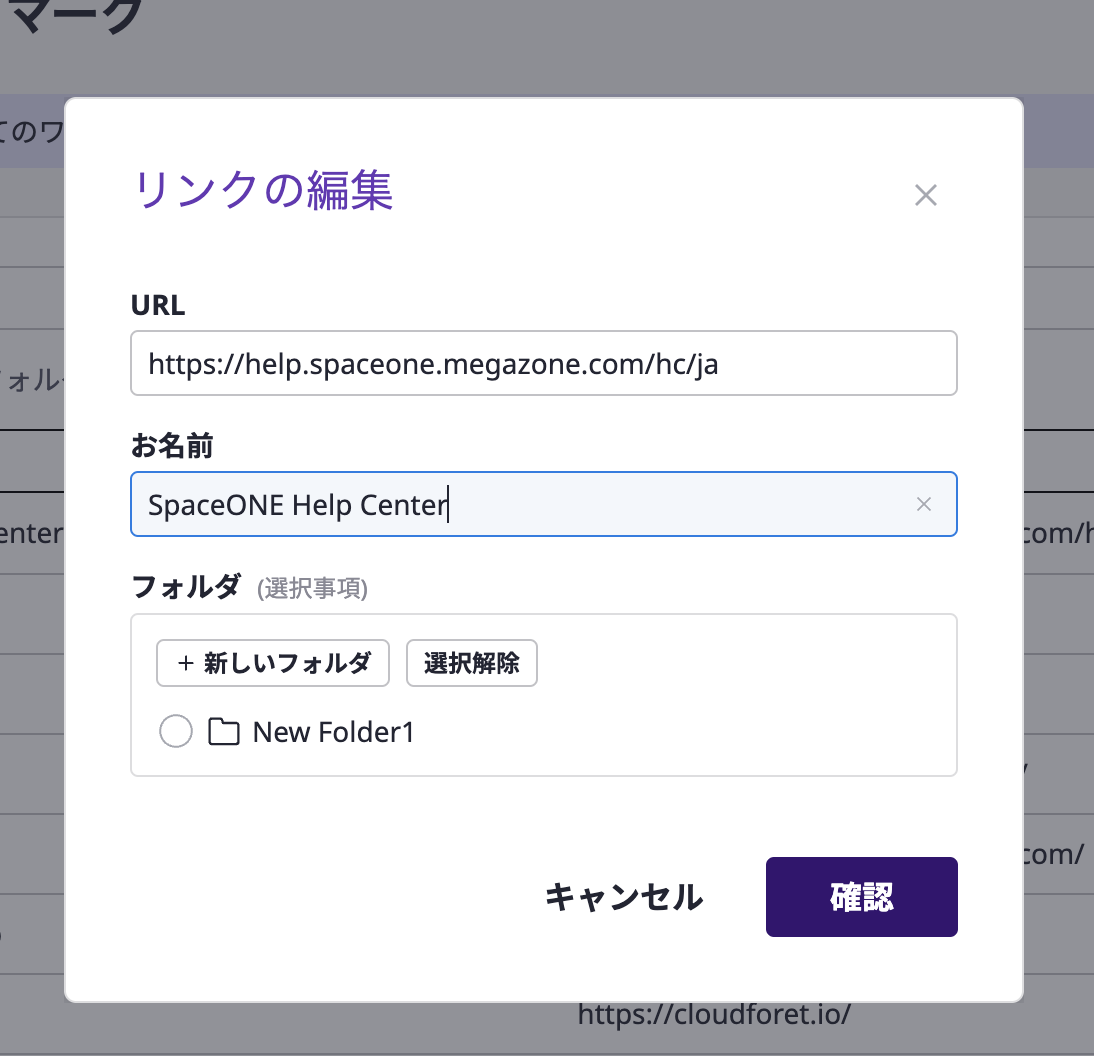 マーク
てのワ
リンクの編集
URL
https://help.spaceone.megazone.com/hc/ja
ォル
お名前
SpaceONE Help Center
enter
com/h
フォルダ (選択事項)
+ 新しいフォルダ 選択解除
New Folder1
/
com/
キャンセル 確認
https://cloudforet.io/